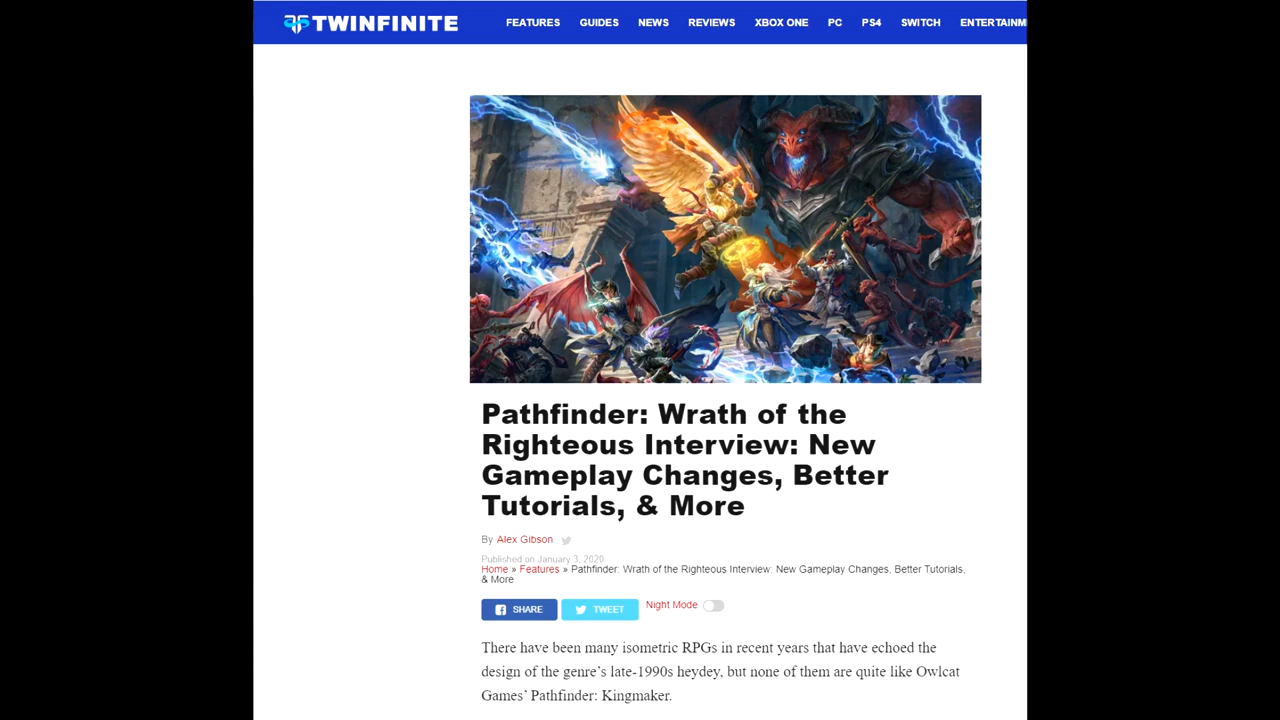 TWINFINITE
FEATURES GUIDES NEWS REVIEWS XBOX ONE PC PS4 SWITCH ENTERTAINM
Pathfinder: Wrath of the
Righteous Interview: New
Gameplay Changes, Better
Tutorials, & More
By Alex Gibson
Published on January 3, 2020
Home » Features » Pathfinder: Wrath of the Righteous Interview: New Gameplay Changes, Better Tutorials,
& More
SHARE TWEET Night Mode
There have been many isometric RPGs in recent years that have echoed the
design of the genre’s late-1990s heydey, but none of them are quite like Owlcat
Games’ Pathfinder: Kingmaker.